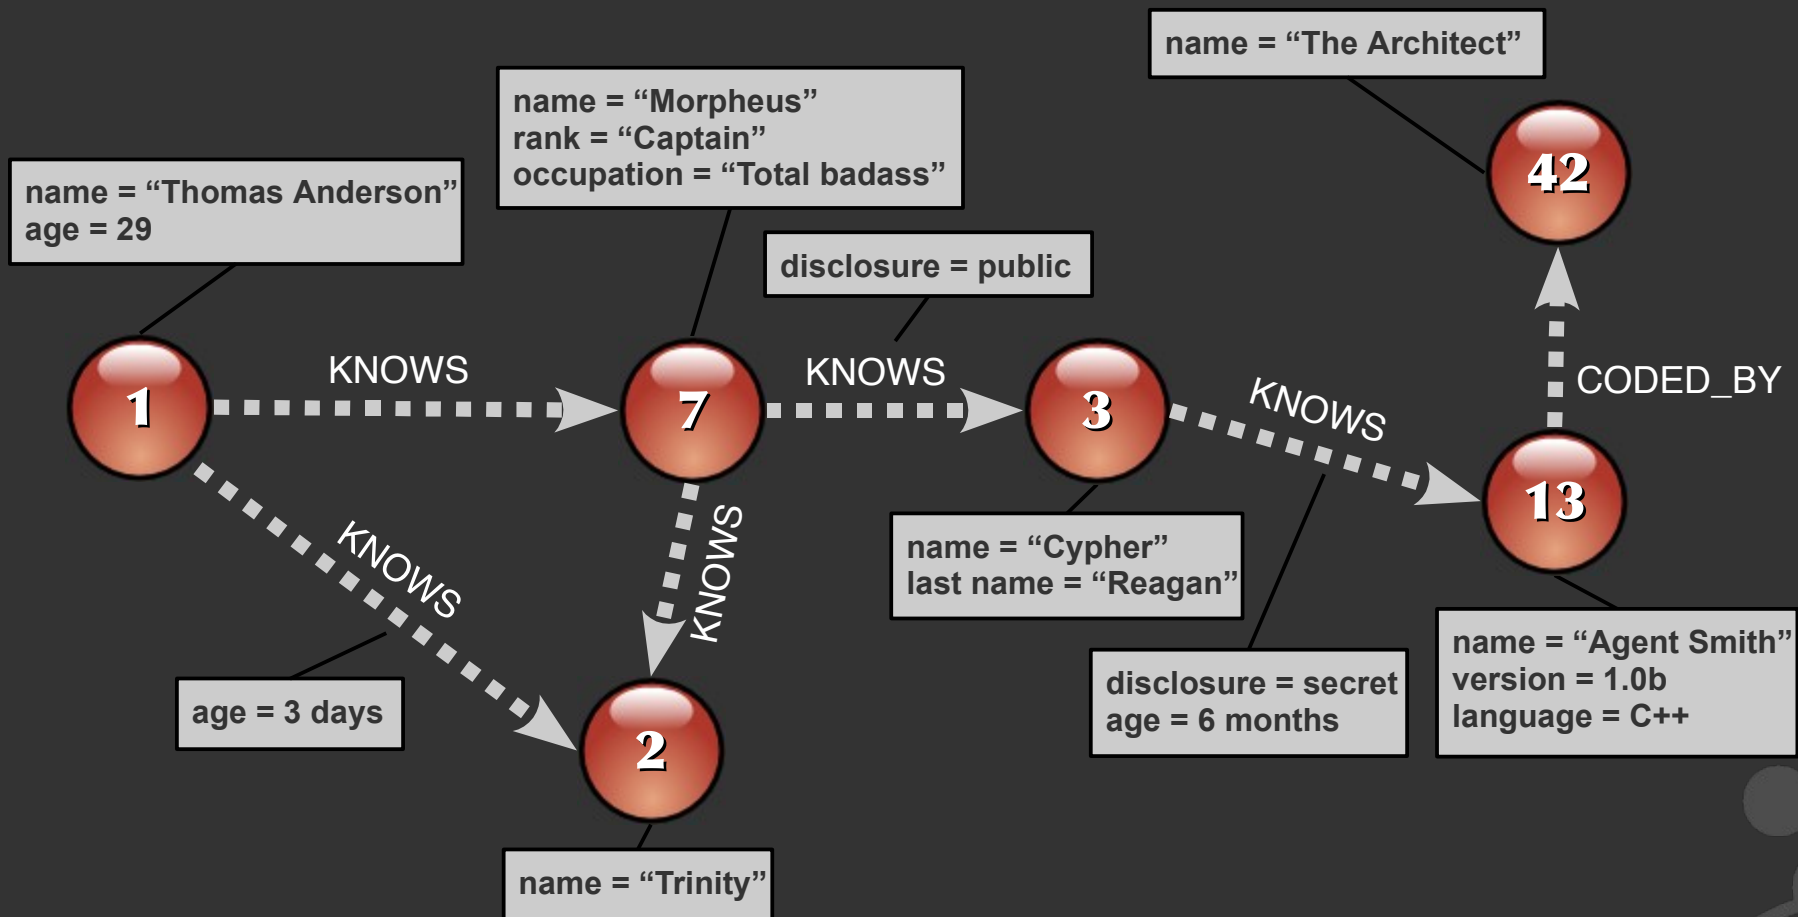 name = “The Architect”
name = “Morpheus”
rank = “Captain”
occupation = “Total badass”
42
name = “Thomas Anderson”
age = 29
disclosure = public
1
KNOWS
7
KNOWS
3
KNOWS
CODED_BY
13
KNOWS
KNOWS
name = “Cypher”
last name = “Reagan”
age = 3 days
2
disclosure = secret
age = 6 months
name = “Agent Smith”
version = 1.0b
language = C++
name = “Trinity”